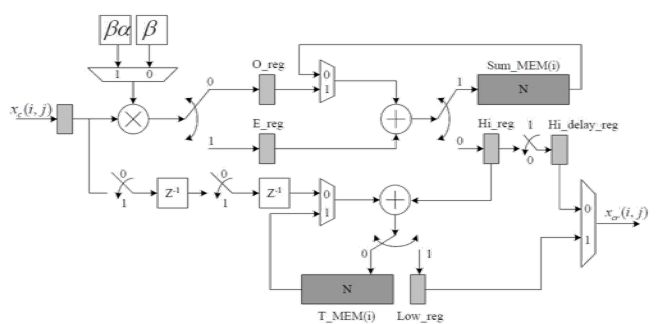 βα β
1 0
O_reg
Sum_MEM(i)
0
0
1
1
N
x_c(i, j)
E_reg
1
0
Hi_reg
1
0
Hi_delay_reg
0
1
Z⁻¹
0
1
Z⁻¹
0
1
0
1
x_cr(i, j)
0
1
N
T_MEM(i)
Low_reg